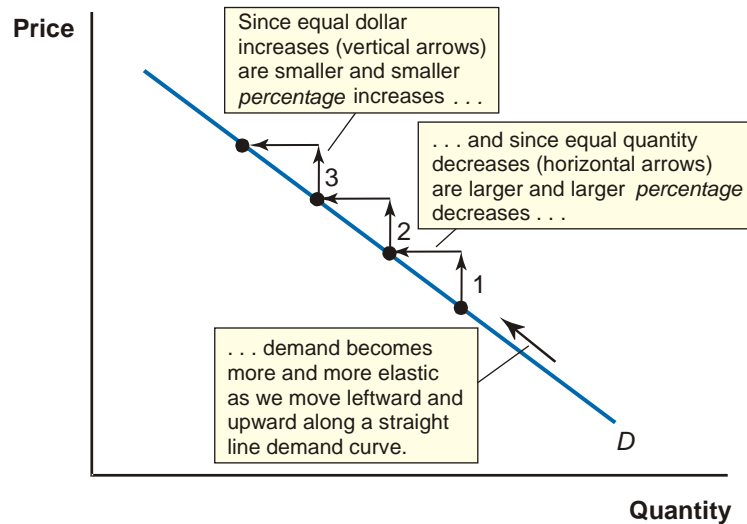 Price
Since equal dollar
increases (vertical arrows)
are smaller and smaller
percentage increases . . .
. . . and since equal quantity
decreases (horizontal arrows)
are larger and larger percentage
decreases . . .
3
2
1
. . . demand becomes
more and more elastic
as we move leftward and
upward along a straight
line demand curve.
D
Quantity